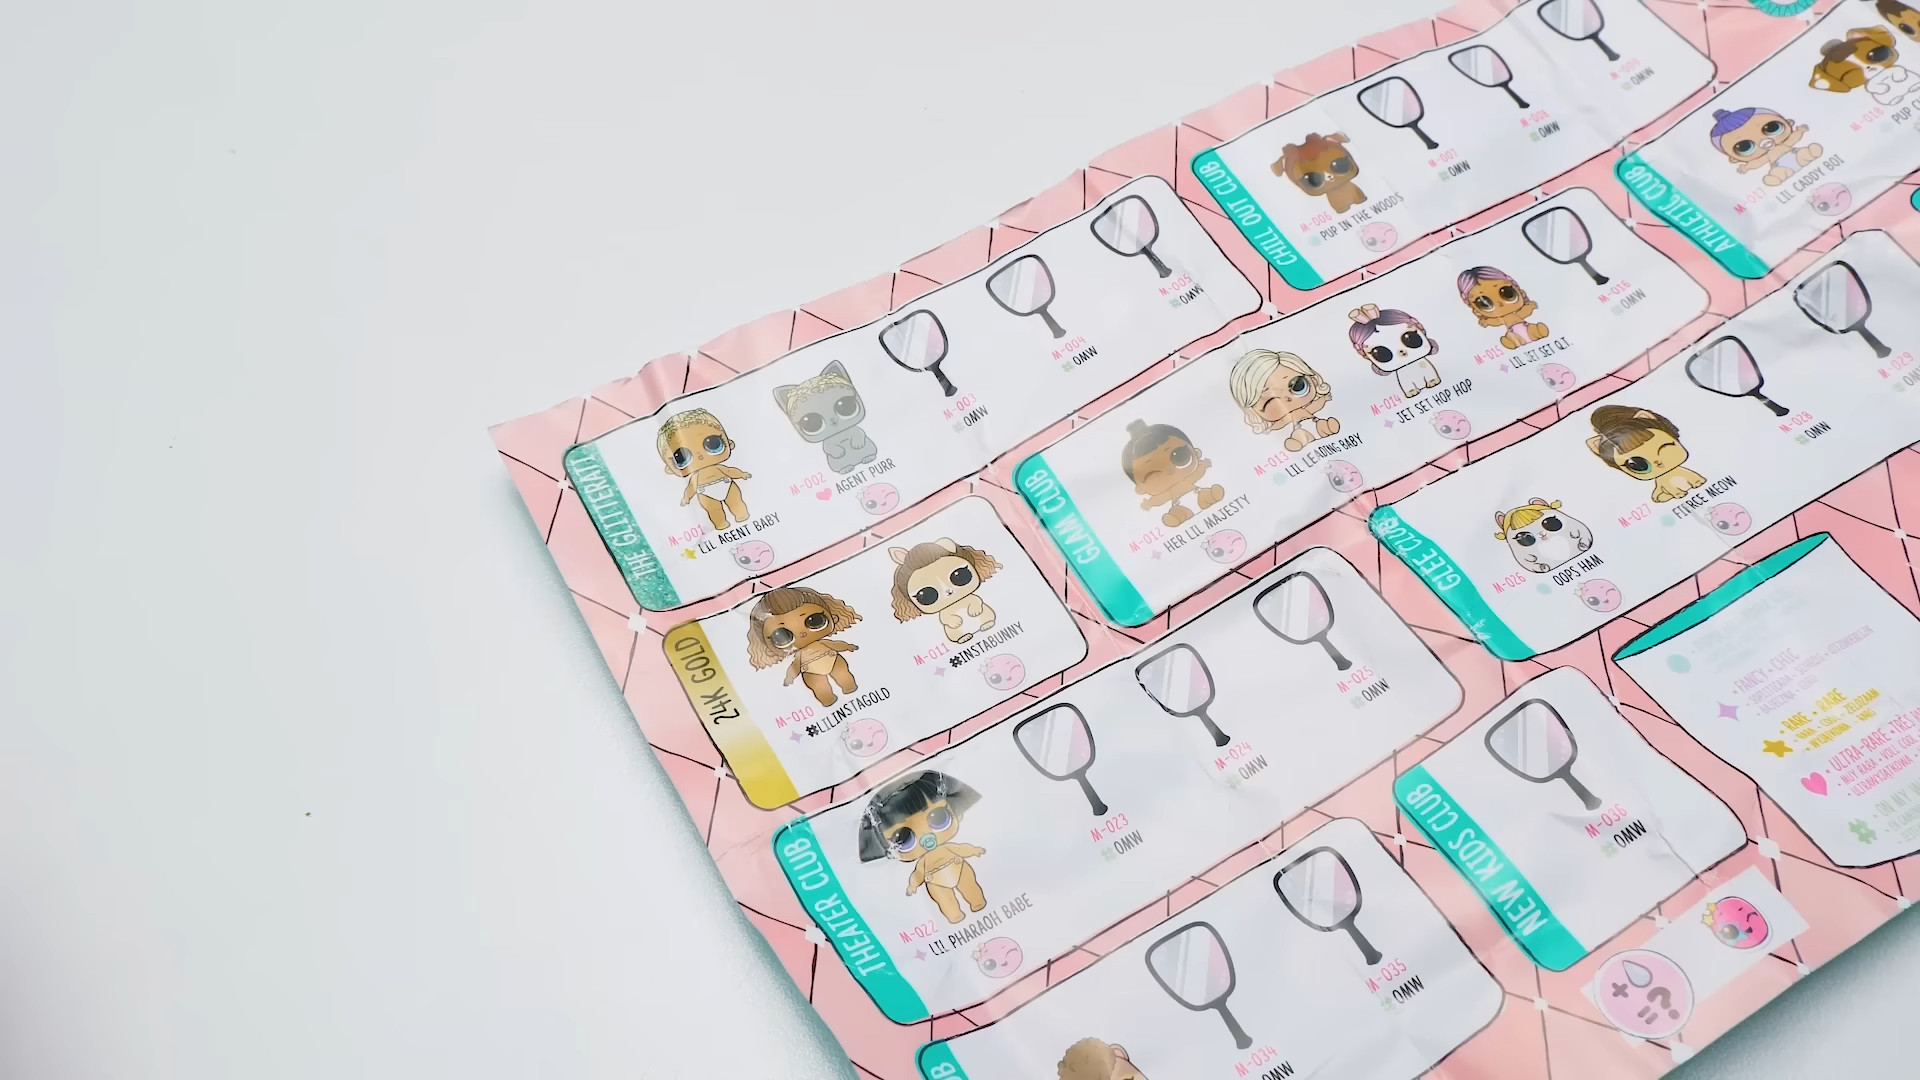 THE GLITTERATI
M-001
LIL AGENT BABY
M-002
AGENT PURR
M-003
OMW
M-004
OMW
M-005
OMW
CHILL OUT CLUB
M-006
PUP IN THE WOODS
M-007
OMW
M-008
OMW
OMW
24K GOLD
M-010
#LILINSTAGOLD
M-011
#INSTABUNNY
GLAM CLUB
M-012
HER LIL MAJESTY
M-013
LIL LEADING BABY
M-014
JET SET HOP HOP
M-015
LIL JET SET Q.T.
M-016
OMW
ATHLETIC CLUB
M-017
LIL CADDY BOI
M-018
PUP
THEATER CLUB
M-022
LIL PHARAOH BABE
M-023
OMW
M-024
OMW
M-025
OMW
GLEE CLUB
M-026
OOPS HAM
M-027
FIERCE MEOW
M-028
OMW
M-029
M-034
OMW
M-035
OMW
NEW KIDS CLUB
M-036
OMW
• FANCY • CHIC
• RARE • RARE
• ULTRA-RARE •
+ = ?